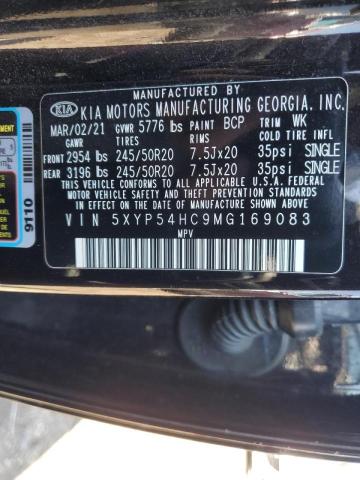 MANUFACTURED BY
KIA KIA MOTORS MANUFACTURING GEORGIA, INC.
MAR/02/21 GVWR 5776 lbs PAINT BCP TRIM WK
GAWR TIRES RIMS COLD TIRE INFL
FRONT 2954 lbs 245/50R20 7.5Jx20 35psi SINGLE
REAR 3196 lbs 245/50R20 7.5Jx20 35psi SINGLE
THIS VEHICLE CONFORMS TO ALL APPLICABLE U.S.A. FEDERAL
MOTOR VEHICLE SAFETY AND THEFT PREVENTION STANDARDS IN
EFFECT ON THE DATE OF MANUFACTURE SHOWN ABOVE.
VIN 5XYP54HC9MG169083
MPV
9110